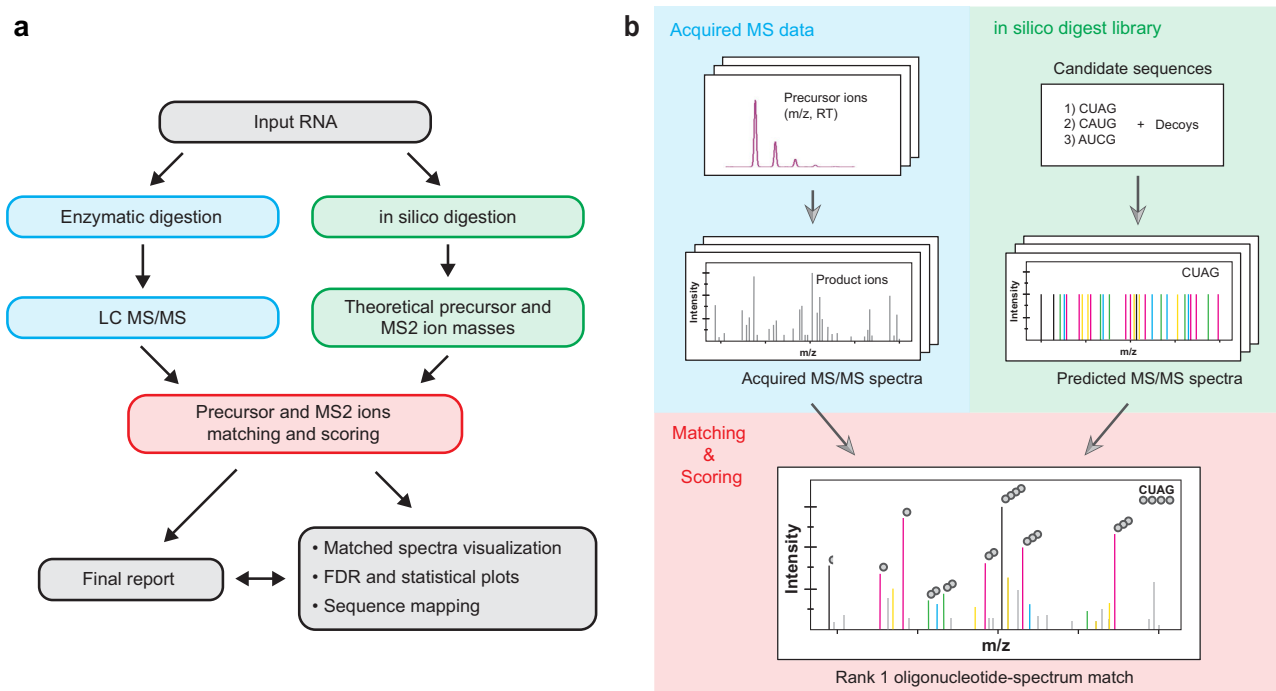 a
Input RNA
Enzymatic digestion
in silico digestion
LC MS/MS
Theoretical precursor and
MS2 ion masses
Precursor and MS2 ions
matching and scoring
Final report
• Matched spectra visualization
• FDR and statistical plots
• Sequence mapping
b
Acquired MS data
Precursor ions
(m/z, RT)
Intensity
Product ions
m/z
Acquired MS/MS spectra
in silico digest library
Candidate sequences
1) CUAG
2) CAUG
3) AUCG
+ Decoys
Intensity
CUAG
m/z
Predicted MS/MS spectra
Matching
&
Scoring
CUAG
Intensity
m/z
Rank 1 oligonucleotide-spectrum match